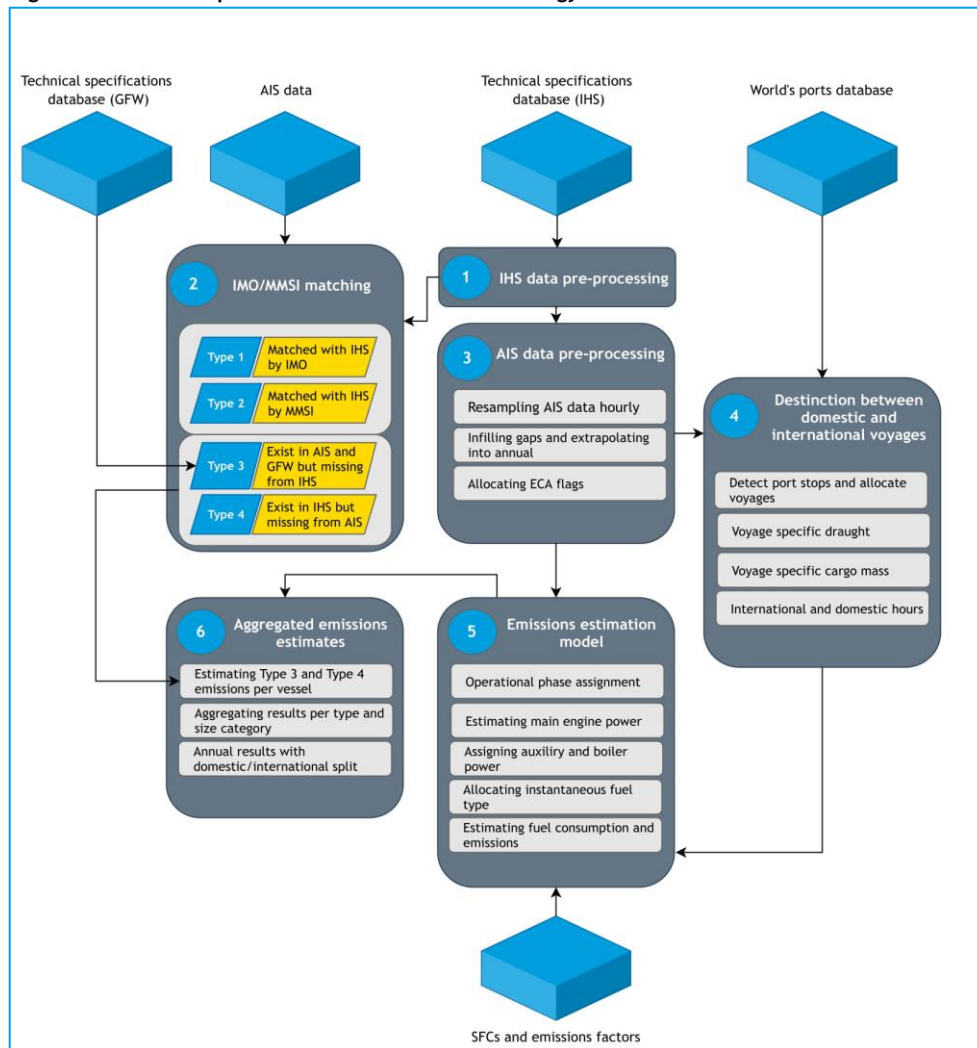 Technical specifications
database (GFW)
AIS data
Technical specifications
database (IHS)
World's ports database
2
IMO/MMSI matching
Type 1
Matched with IHS
by IMO
Type 2
Matched with IHS
by MMSI
Type 3
Exist in AIS and
GFW but missing
from IHS
Type 4
Exist in IHS but
missing from AIS
1
IHS data pre-processing
3
AIS data pre-processing
Resampling AIS data hourly
Infilling gaps and extrapolating
into annual
Allocating ECA flags
4
Destinction between
domestic and
international voyages
Detect port stops and allocate
voyages
Voyage specific draught
Voyage specific cargo mass
International and domestic hours
6
Aggregated emissions
estimates
Estimating Type 3 and Type 4
emissions per vessel
Aggregating results per type and
size category
Annual results with
domestic/international split
5
Emissions estimation
model
Operational phase assignment
Estimating main engine power
Assigning auxiliry and boiler
power
Allocating instantaneous fuel
type
Estimating fuel consumption and
emissions
SFCs and emissions factors